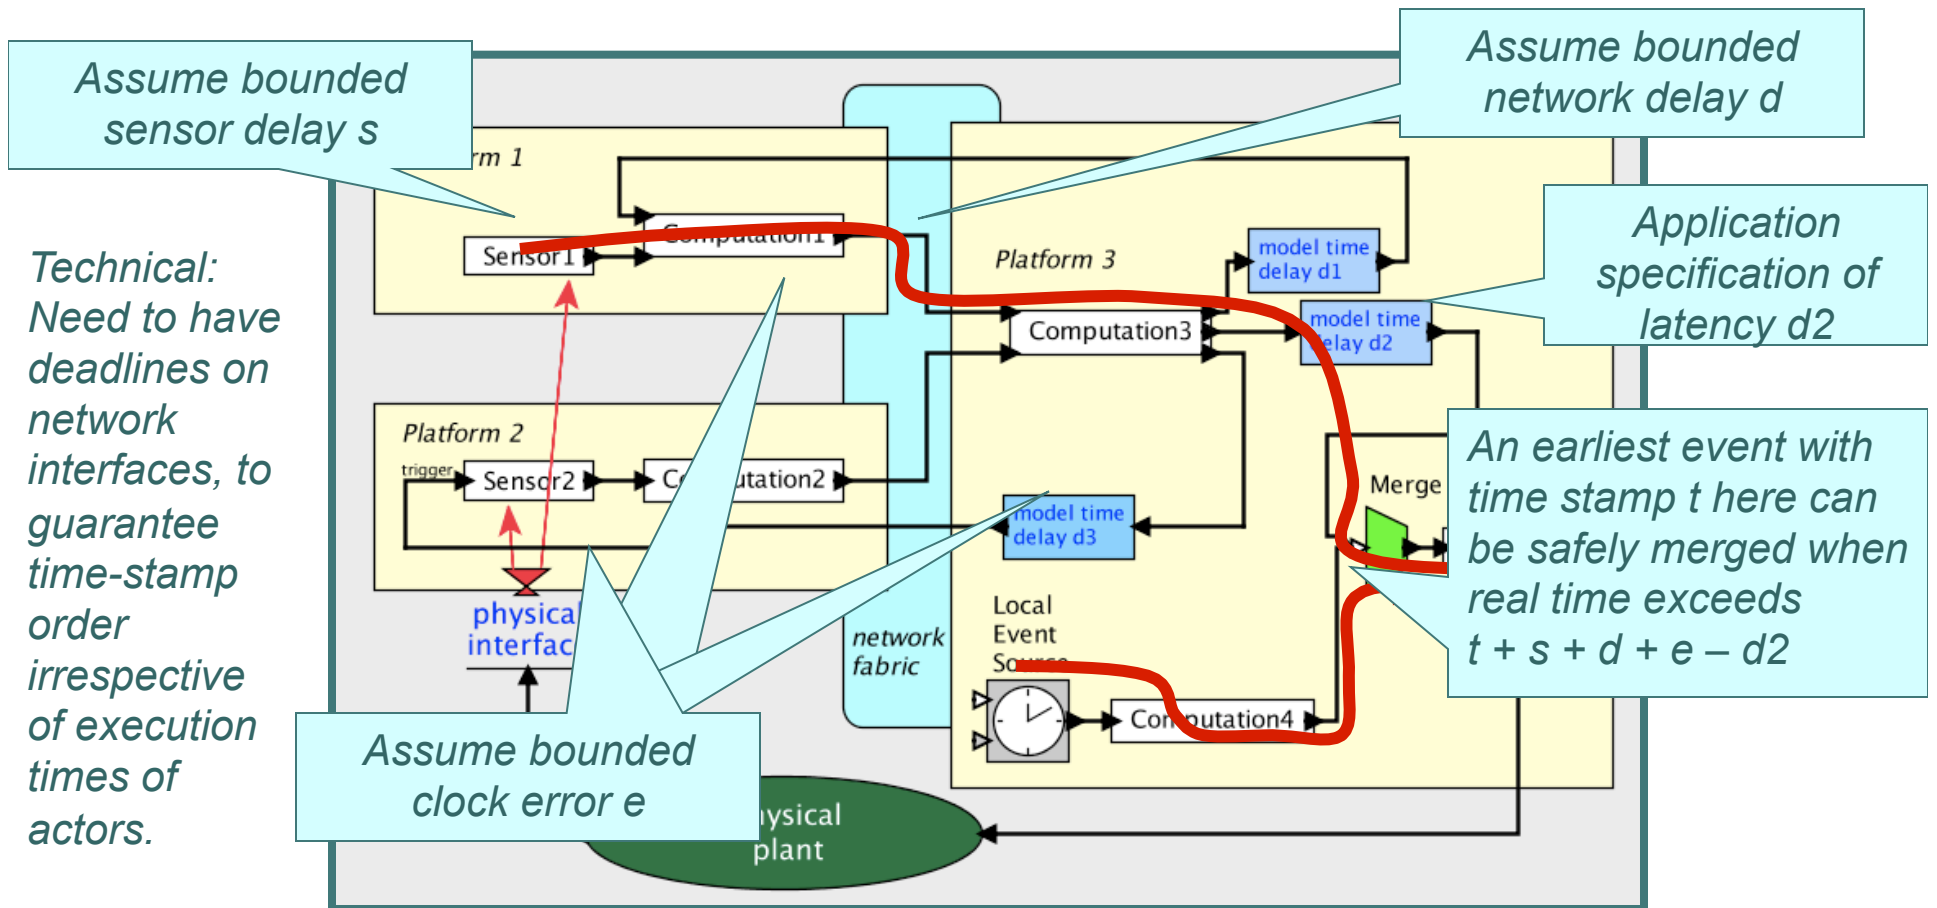 Assume bounded
sensor delay s
Assume bounded
network delay d
rm 1
Sensor1
Computation1
Technical:
Need to have
deadlines on
network
interfaces, to
guarantee
time-stamp
order
irrespective
of execution
times of
actors.
Platform 3
model time
delay d1
Application
specification of
latency d2
Computation3
model time
delay d2
Platform 2
trigger
Sensor2
Computation2
model time
delay d3
Merge
An earliest event with
time stamp t here can
be safely merged when
real time exceeds
t + s + d + e – d2
physical
interfac
network
fabric
Local
Event
Source
Computation4
Assume bounded
clock error e
ysical
plant